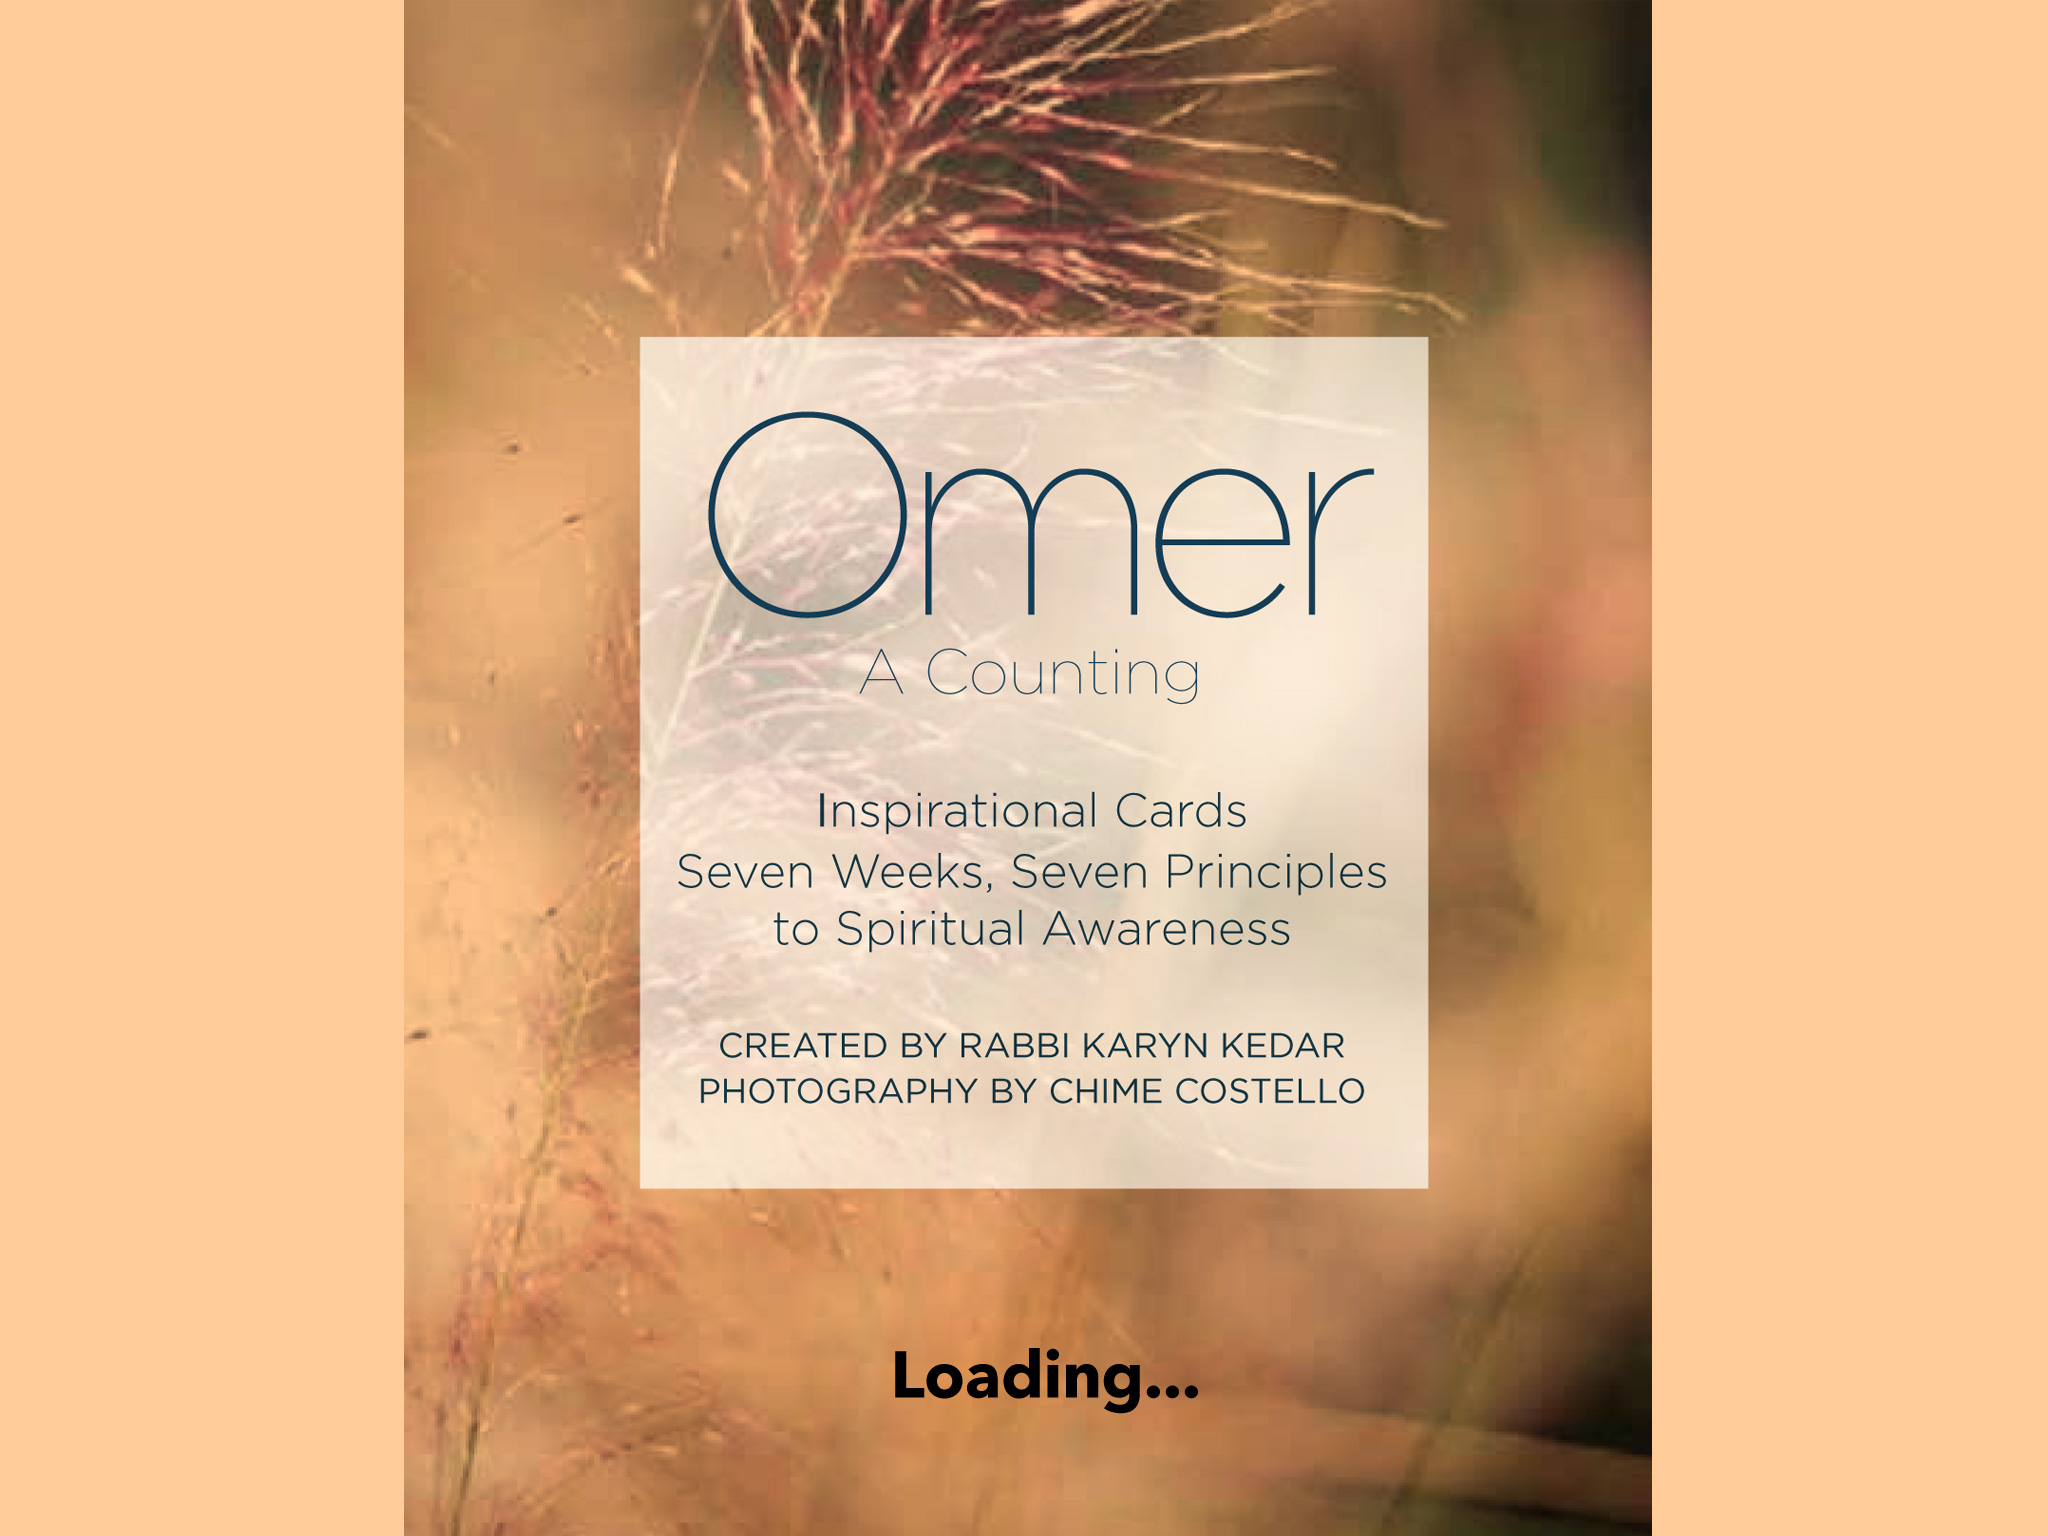 Omer
A Counting
Inspirational Cards
Seven Weeks, Seven Principles
to Spiritual Awareness
CREATED BY RABBI KARYN KEDAR
PHOTOGRAPHY BY CHIME COSTELLO
Loading...